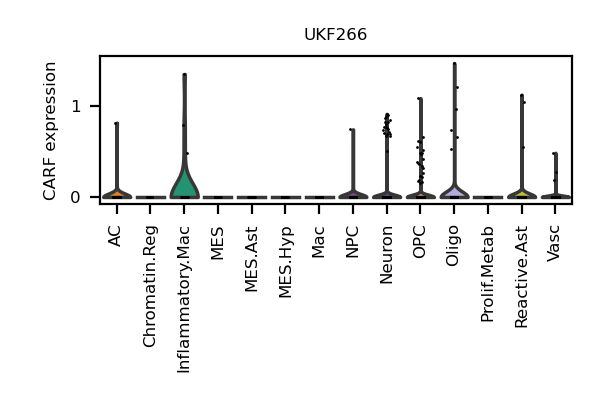 UKF266
CARF expression
1
0
AC
Chromatin.Reg
Inflammatory.Mac
MES
MES.Ast
MES.Hyp
Mac
NPC
Neuron
OPC
Oligo
Prolif.Metab
Reactive.Ast
Vasc